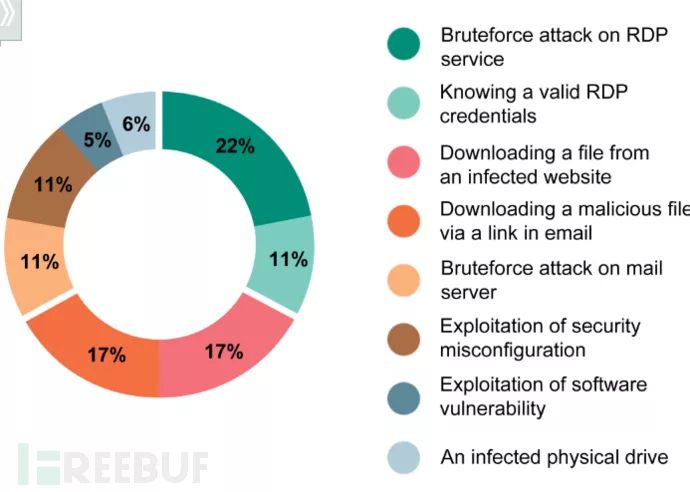 Bruteforce attack on RDP
service
Knowing a valid RDP
credentials
Downloading a file from
an infected website
Downloading a malicious file
via a link in email
Bruteforce attack on mail
server
Exploitation of security
misconfiguration
Exploitation of software
vulnerability
An infected physical drive
22%
11%
17%
17%
11%
11%
5%
6%
FREEBUF